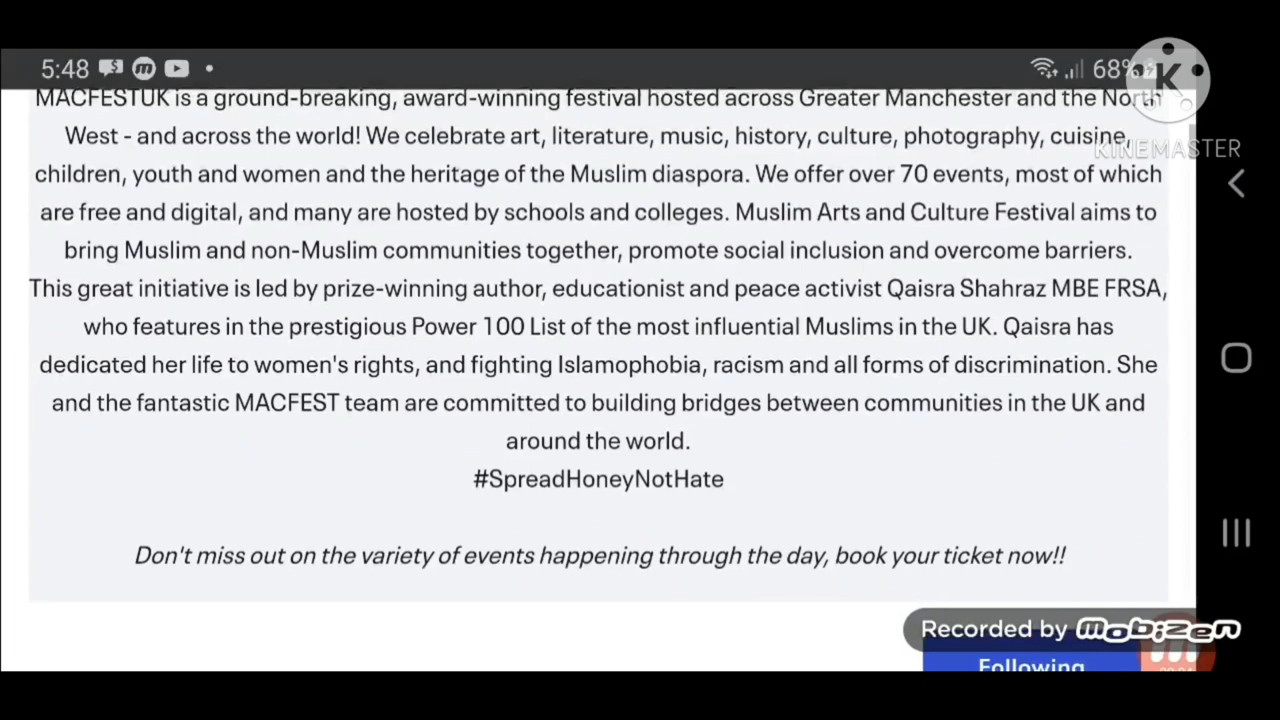 5:48
68%
K
KINEMASTER
MACFESTUK is a ground-breaking, award-winning festival hosted across Greater Manchester and the North
West - and across the world! We celebrate art, literature, music, history, culture, photography, cuisine,
children, youth and women and the heritage of the Muslim diaspora. We offer over 70 events, most of which
are free and digital, and many are hosted by schools and colleges. Muslim Arts and Culture Festival aims to
bring Muslim and non-Muslim communities together, promote social inclusion and overcome barriers.
This great initiative is led by prize-winning author, educationist and peace activist Qaisra Shahraz MBE FRSA,
who features in the prestigious Power 100 List of the most influential Muslims in the UK. Qaisra has
dedicated her life to women's rights, and fighting Islamophobia, racism and all forms of discrimination. She
and the fantastic MACFEST team are committed to building bridges between communities in the UK and
around the world.
#SpreadHoneyNotHate
Don't miss out on the variety of events happening through the day, book your ticket now!!
Recorded by Mobizen
Following